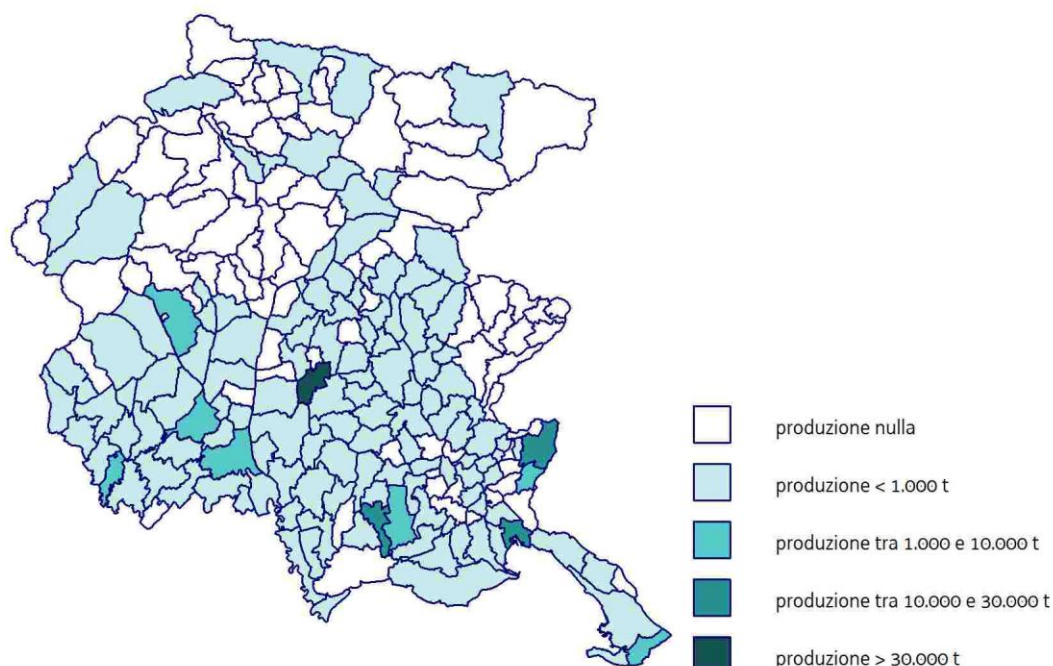 produzione nulla
produzione < 1.000 t
produzione tra 1.000 e 10.000 t
produzione tra 10.000 e 30.000 t
produzione > 30.000 t